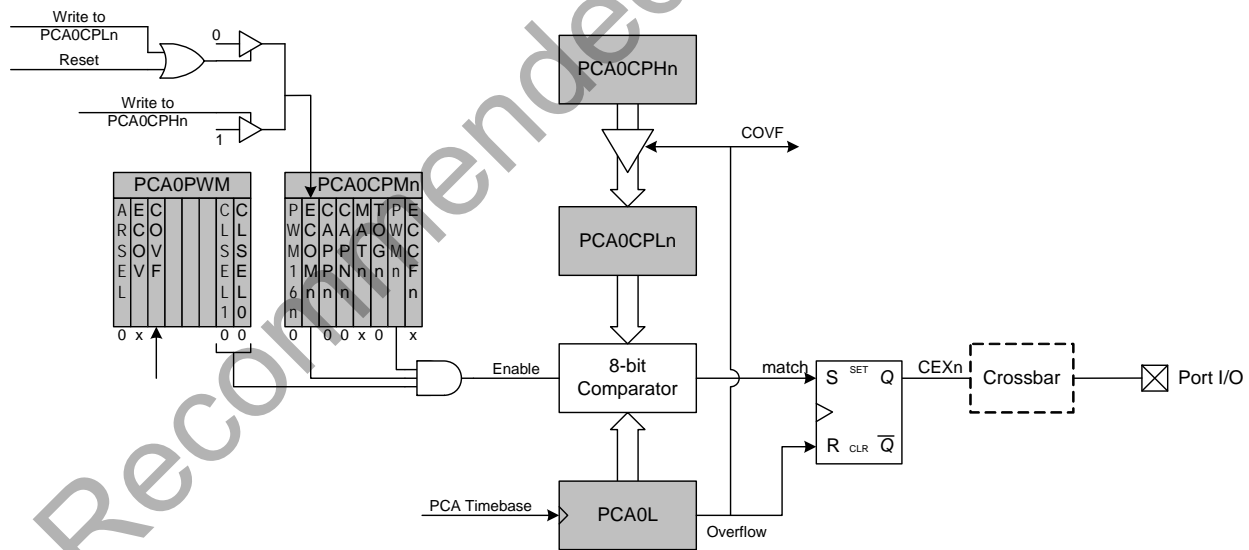 Write to
PCA0CPLn
Reset
0
Write to
PCA0CPHn
1
PCA0CPHn
COVF
PCA0PWM
ARSEL
ECOV
COVF
CLSEL1
CLSEL0
0 x 0 0
PCA0CPMn
PWM16n
ECOMn
CAPPn
CAPNn
MATn
TOGn
PWMn
ECCFn
0 0 0 x 0 x
PCA0CPLn
Enable
8-bit
Comparator
match
S SET Q
R CLR Q
CEXn
Crossbar
Port I/O
PCA Timebase
PCA0L
Overflow
Recommended